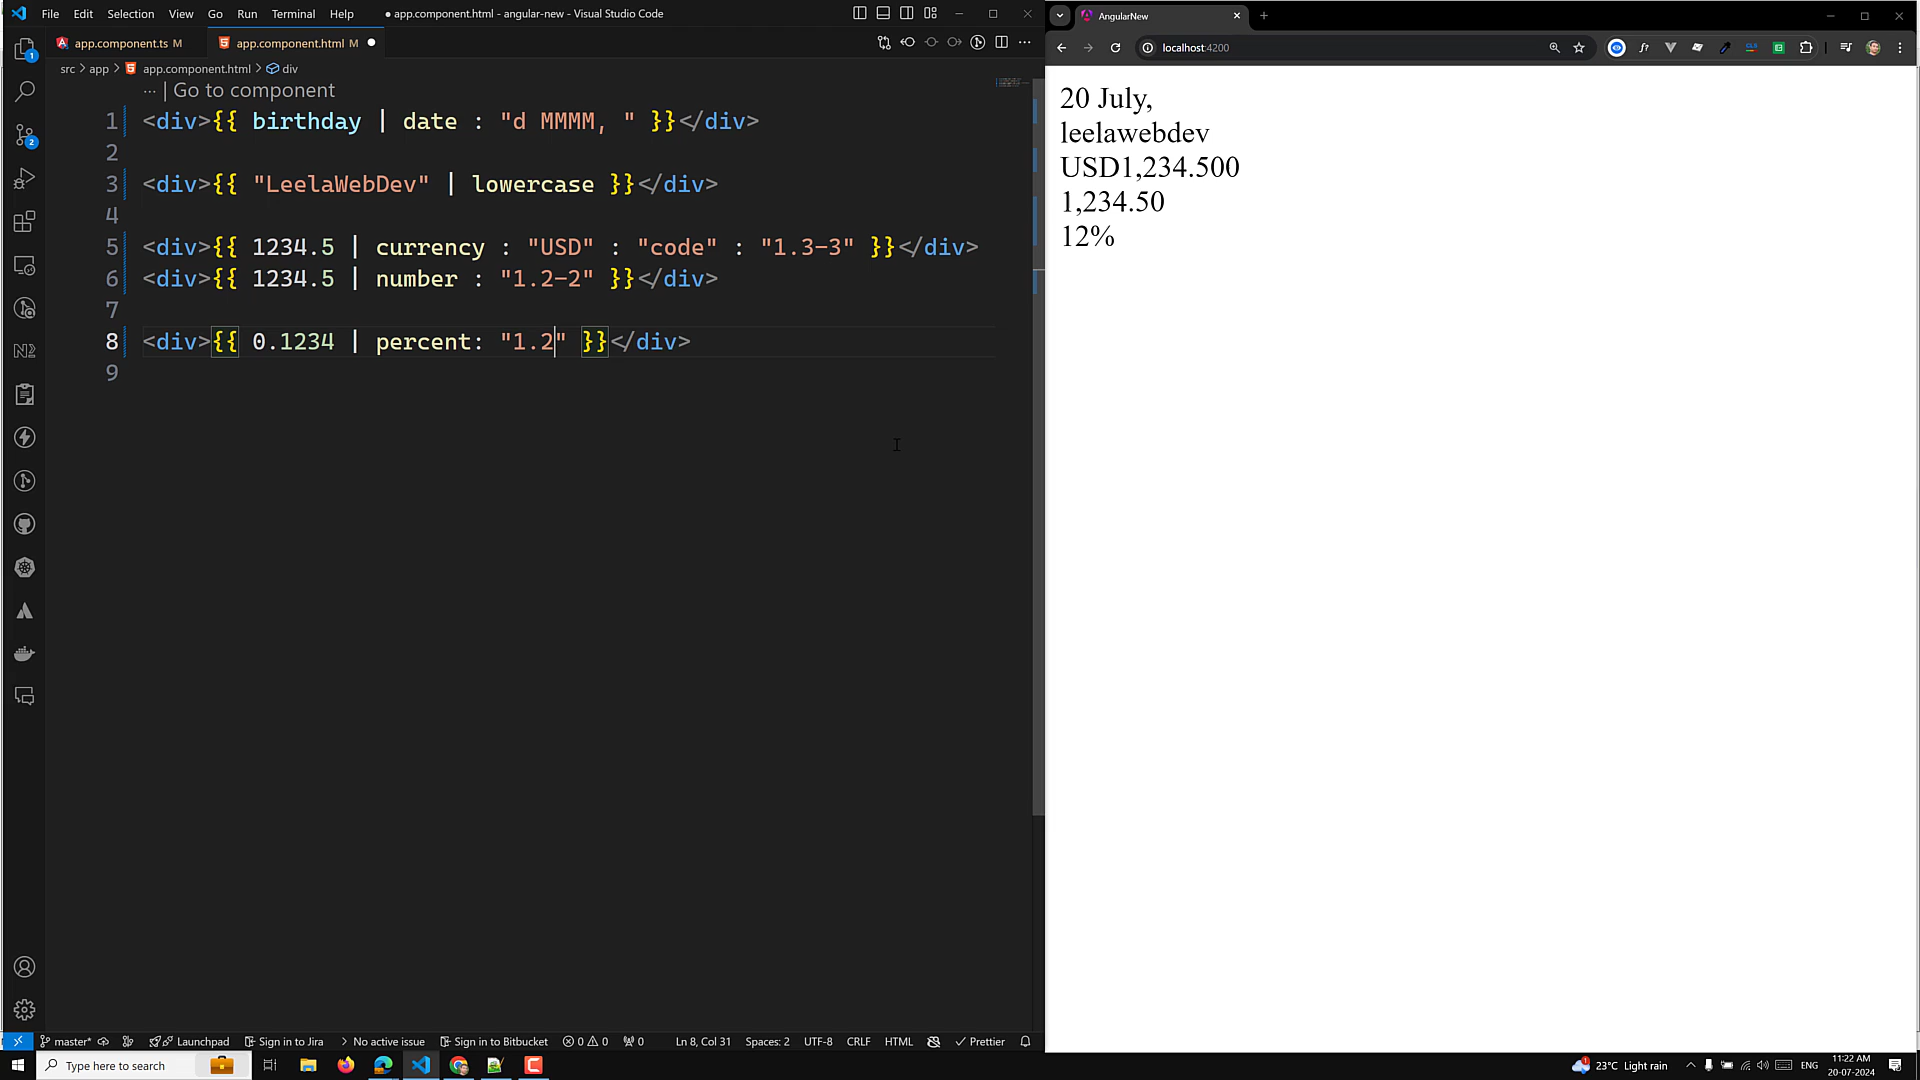 File Edit Selection View Go Run Terminal Help
● app.component.html - angular-new - Visual Studio Code
app.component.ts M
app.component.html M ●
src > app > app.component.html > div
... | Go to component
1 <div>{{ birthday | date : "d MMMM, " }}</div>
2
3 <div>{{ "LeelaWebDev" | lowercase }}</div>
4
5 <div>{{ 1234.5 | currency : "USD" : "code" : "1.3-3" }}</div>
6 <div>{{ 1234.5 | number : "1.2-2" }}</div>
7
8 <div>{{ 0.1234 | percent: "1.2" }}</div>
9
1
2
master* Launchpad Sign in to Jira No active issue Sign in to Bitbucket 0 0 0 Ln 8, Col 31 Spaces: 2 UTF-8 CRLF HTML Prettier
AngularNew
localhost:4200
20 July,
leelawebdev
USD1,234.500
1,234.50
12%
Type here to search
1
23°C Light rain
ENG
11:22 AM
20-07-2024